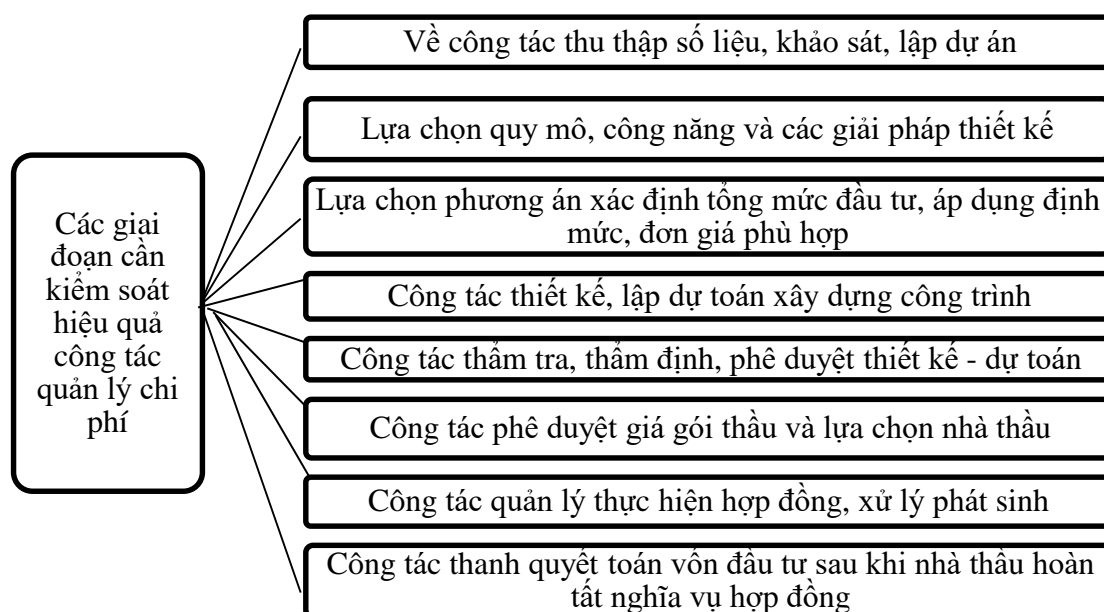 Các giai
đoạn cần
kiểm soát
hiệu quả
công tác
quản lý chi
phí
Về công tác thu thập số liệu, khảo sát, lập dự án
Lựa chọn quy mô, công năng và các giải pháp thiết kế
Lựa chọn phương án xác định tổng mức đầu tư, áp dụng định
mức, đơn giá phù hợp
Công tác thiết kế, lập dự toán xây dựng công trình
Công tác thẩm tra, thẩm định, phê duyệt thiết kế - dự toán
Công tác phê duyệt giá gói thầu và lựa chọn nhà thầu
Công tác quản lý thực hiện hợp đồng, xử lý phát sinh
Công tác thanh quyết toán vốn đầu tư sau khi nhà thầu hoàn
tất nghĩa vụ hợp đồng